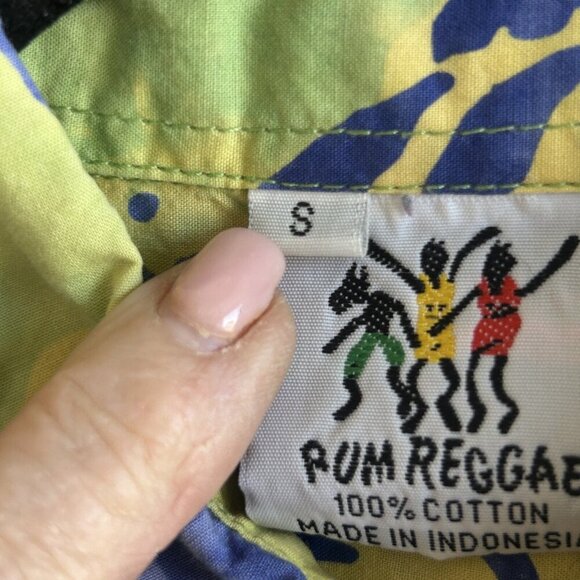 S
RUM REGGAE
100% COTTON
MADE IN INDONESIA